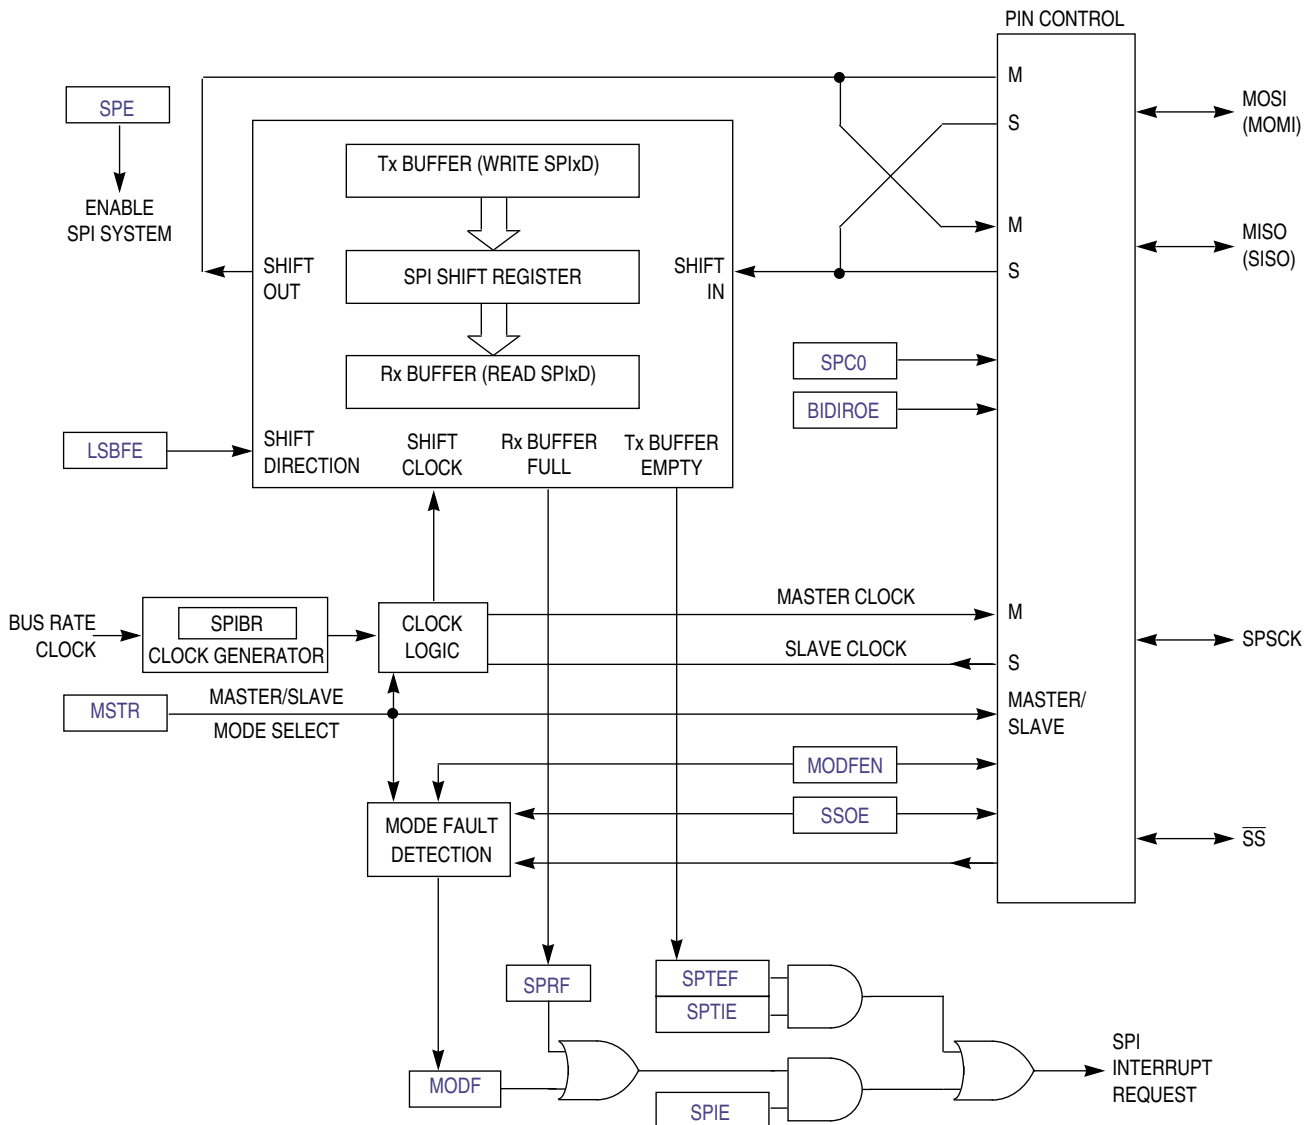 PIN CONTROL
M
S
M
S
MOSI
(MOMI)
MISO
(SISO)
SPE
ENABLE
SPI SYSTEM
Tx BUFFER (WRITE SPIxD)
SHIFT
OUT
SPI SHIFT REGISTER
SHIFT
IN
Rx BUFFER (READ SPIxD)
SPC0
BIDIROE
LSBFE
SHIFT
DIRECTION
SHIFT
CLOCK
Rx BUFFER
FULL
Tx BUFFER
EMPTY
BUS RATE
CLOCK
SPIBR
CLOCK GENERATOR
CLOCK
LOGIC
MASTER CLOCK
M
SLAVE CLOCK
S
SPSCK
MSTR
MASTER/SLAVE
MODE SELECT
MASTER/
SLAVE
MODFEN
SSOE
MODE FAULT
DETECTION
SS
SPRF
SPTEF
SPTIE
MODF
SPIE
SPI
INTERRUPT
REQUEST